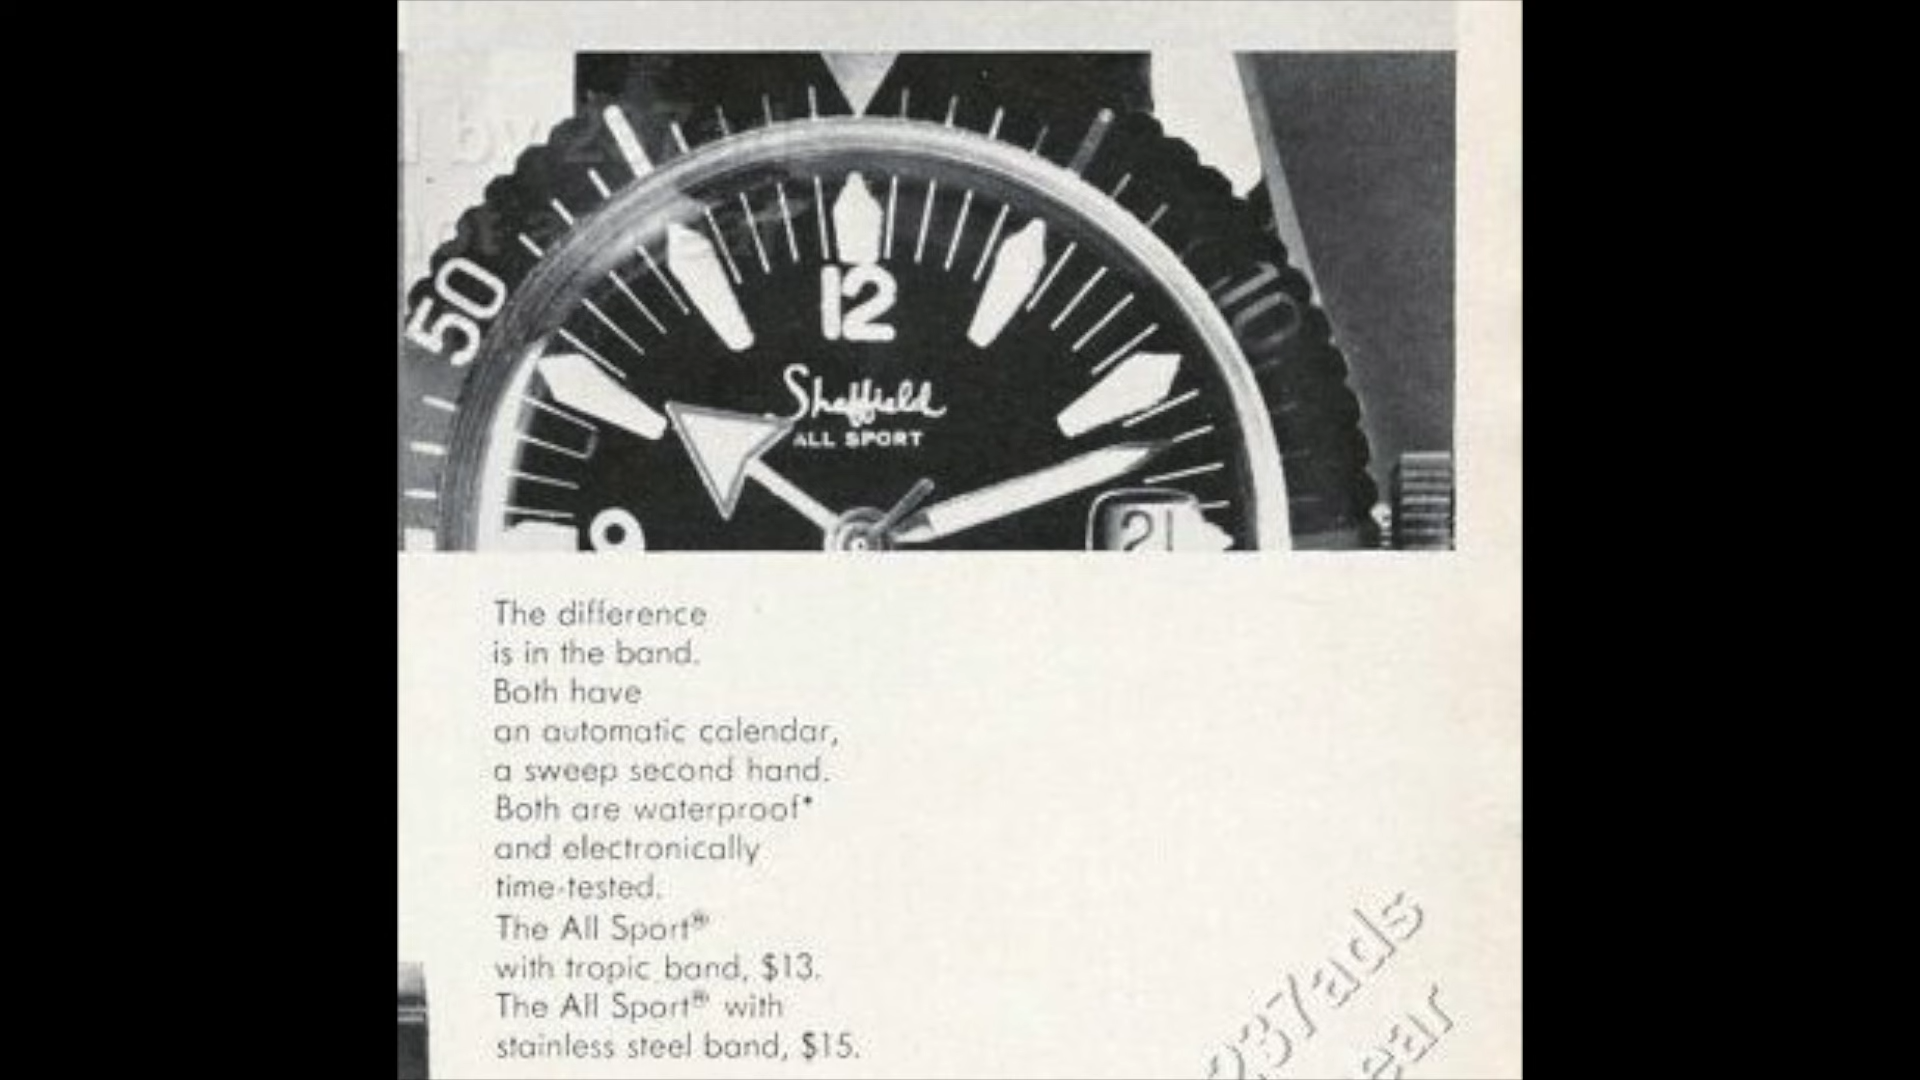 50
10
12
Sheffield
ALL SPORT
9
21
The difference
is in the band.
Both have
an automatic calendar,
a sweep second hand.
Both are waterproof*
and electronically
time-tested.
The All Sport®
with tropic band, $13.
The All Sport® with
stainless steel band, $15.
237ads